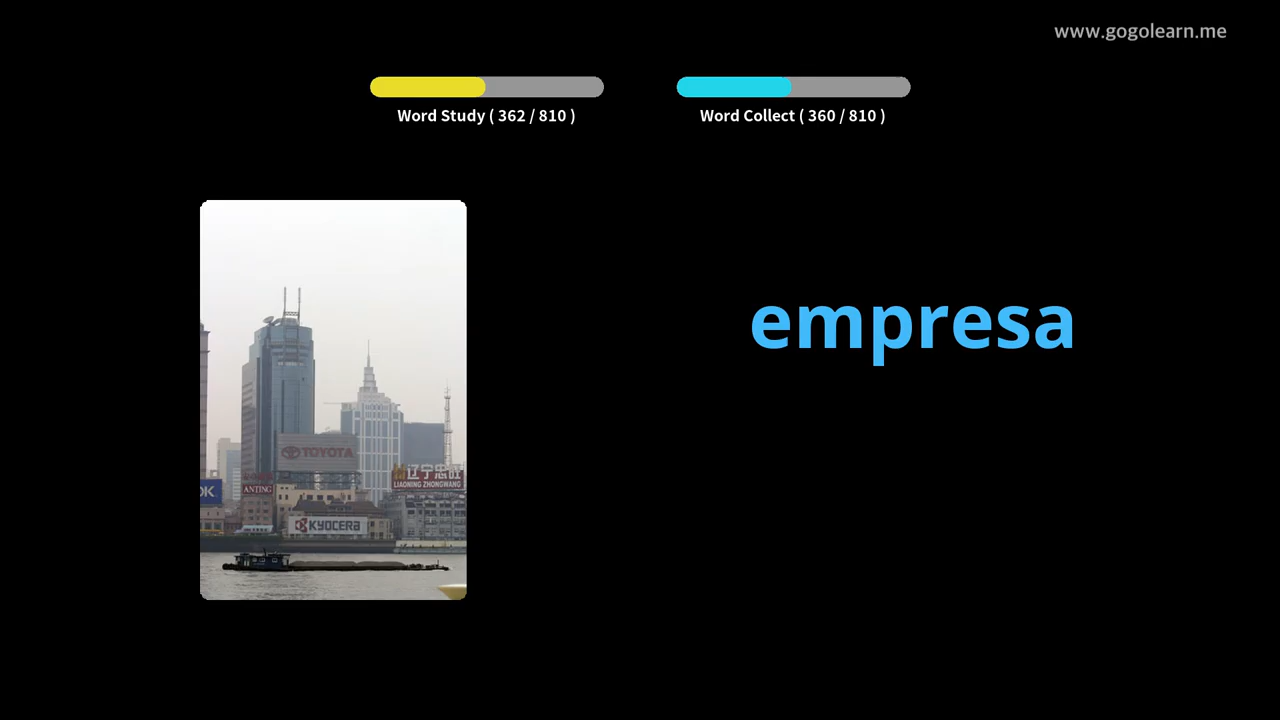 www.gogolearn.me
Word Study ( 362 / 810 )
Word Collect ( 360 / 810 )
empresa
TOYOTA
辽宁忠旺
LIAONING ZHONGWANG
OK
ANTING
KYOCERA